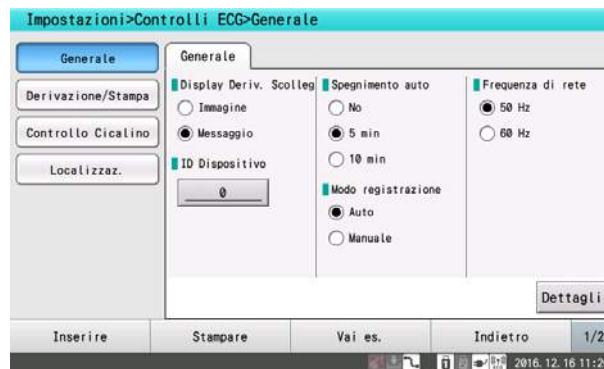 Impostazioni>Controlli ECG>Generale
Generale
Derivazione/Stampa
Controllo Cicalino
Localizzaz.
Generale
Display Deriv. Scolleg
Immagine
Messaggio
ID Dispositivo
0
Spegnimento auto
No
5 min
10 min
Modo registrazione
Auto
Manuale
Frequenza di rete
50 Hz
60 Hz
Dettagli
Inserire
Stampare
Vai es.
Indietro
1/2
2016.12.16 11:20